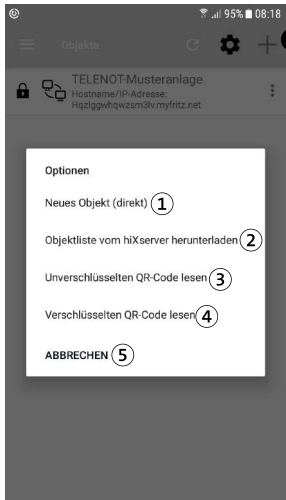 95% 08:18
Objekte
TELENOT-Musteranlage
Hostname/IP-Adresse:
Hqzlggwhqwzsm3lv.myfritz.net
Optionen
Neues Objekt (direkt) 1
Objektliste vom hiXserver herunterladen 2
Unverschlüsselten QR-Code lesen 3
Verschlüsselten QR-Code lesen 4
ABBRECHEN 5